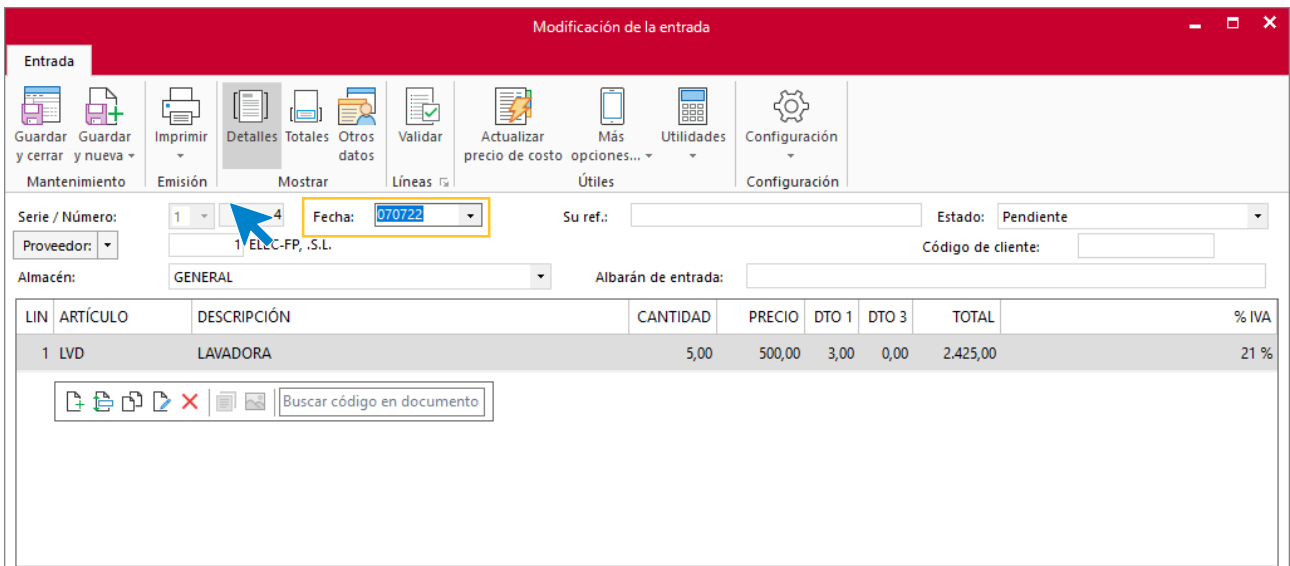 Modificación de la entrada
Entrada
Guardar y cerrar
Guardar y nueva
Imprimir
Detalles
Totales
Otros datos
Validar
Actualizar precio de costo
Más opciones...
Utilidades
Configuración
Mantenimiento
Emisión
Mostrar
Líneas
Útiles
Configuración
Serie / Número: 1 4 Fecha: 070722 Su ref.: Estado: Pendiente
Proveedor: 1 ELEC-FP, .S.L. Código de cliente:
Almacén: GENERAL Albarán de entrada:
LIN ARTÍCULO DESCRIPCIÓN CANTIDAD PRECIO DTO 1 DTO 3 TOTAL % IVA
1 LVD LAVADORA 5,00 500,00 3,00 0,00 2.425,00 21 %
Buscar código en documento